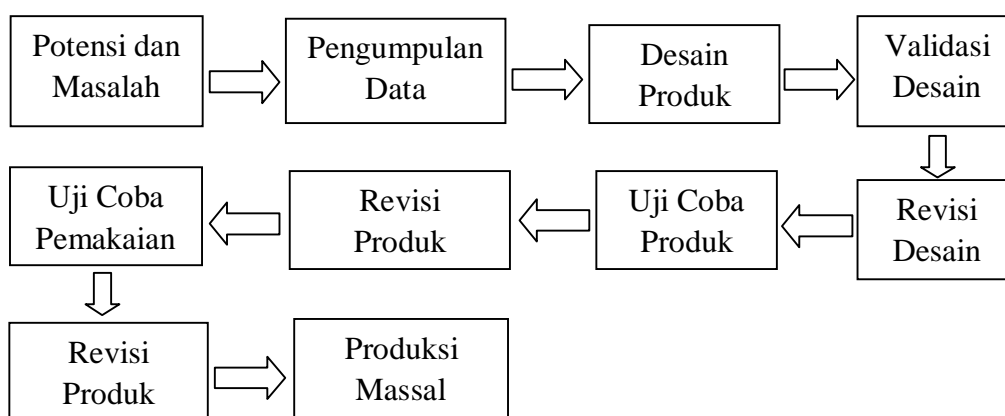 Potensi dan
Masalah
Pengumpulan
Data
Desain
Produk
Validasi
Desain
Revisi
Desain
Uji Coba
Produk
Revisi
Produk
Uji Coba
Pemakaian
Revisi
Produk
Produksi
Massal